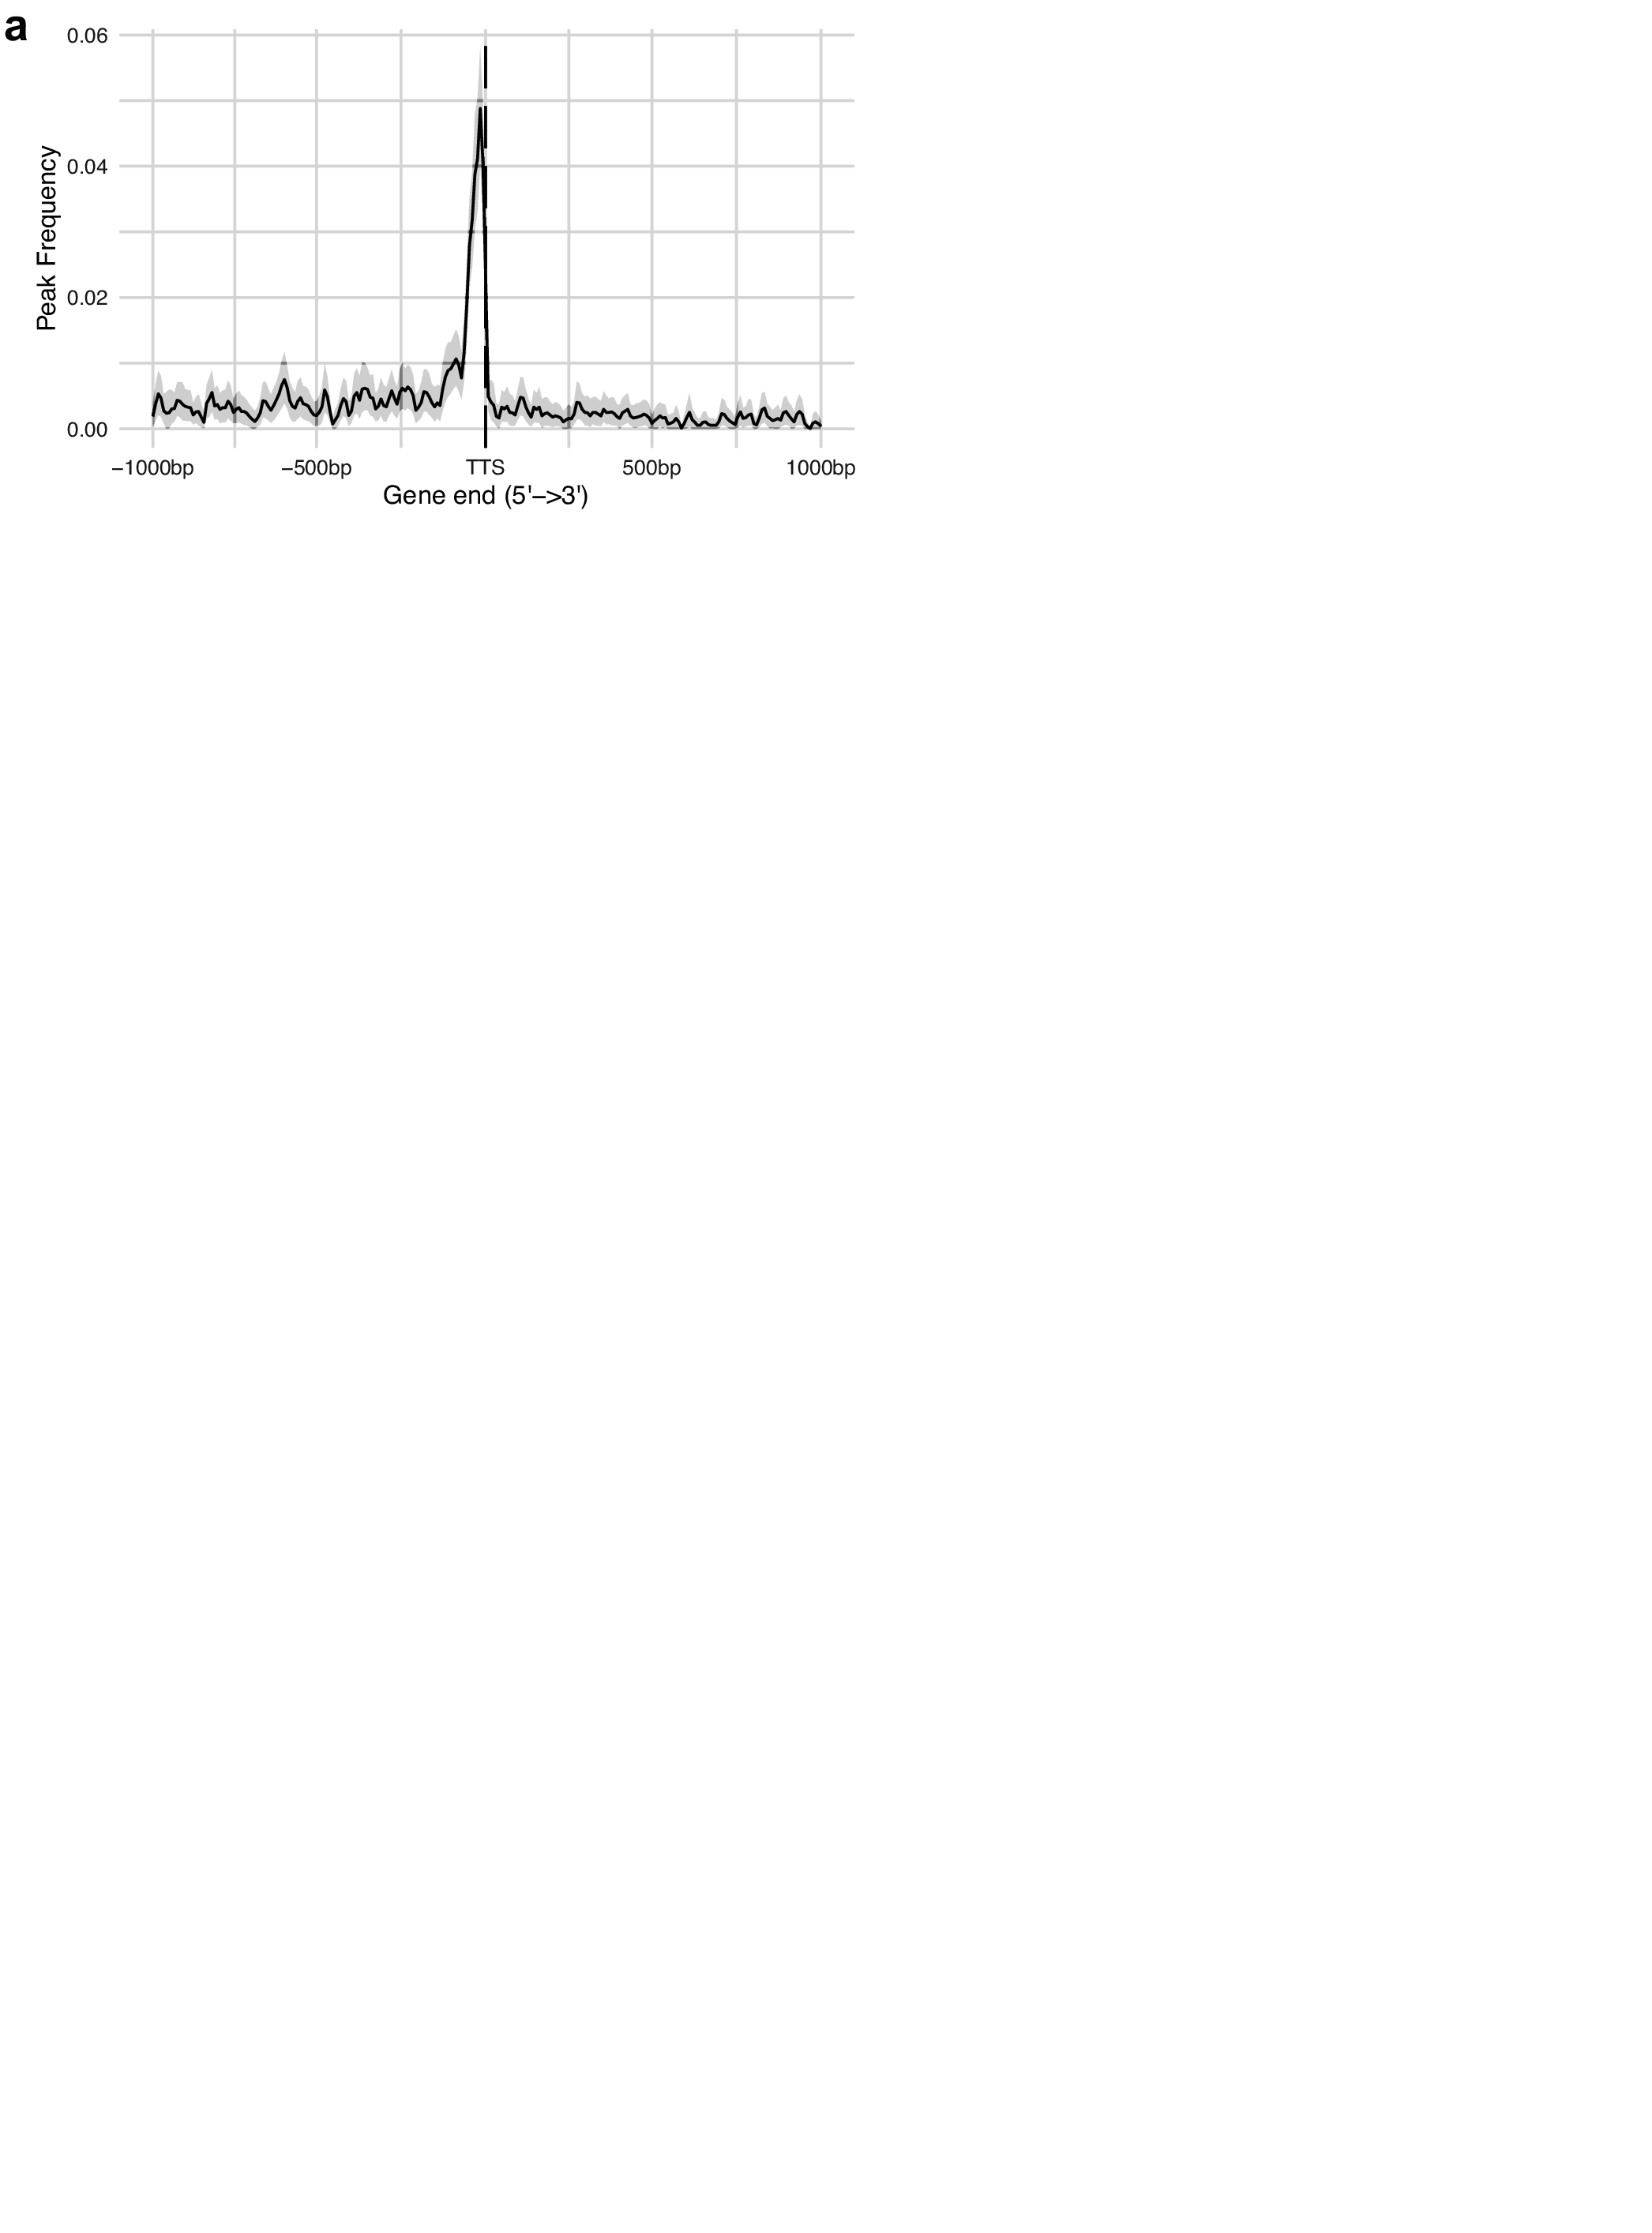 a
0.06
0.04
0.02
0.00
Peak Frequency
−1000bp
−500bp
TTS
500bp
1000bp
Gene end (5'−>3')